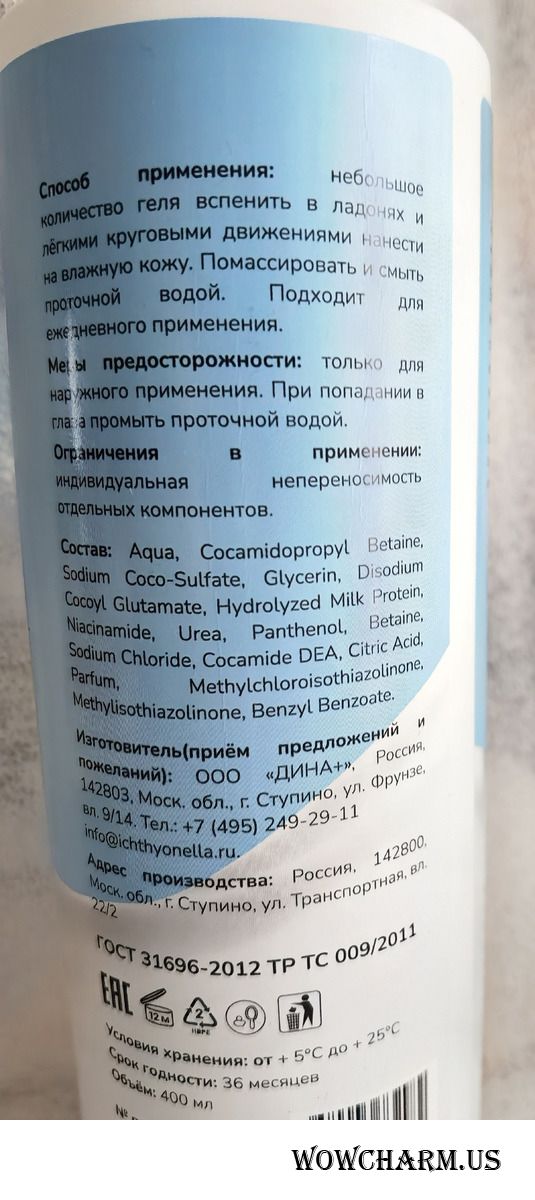 Способ применения: небольшое
количество геля вспенить в ладонях и
лёгкими круговыми движениями нанести
на влажную кожу. Помассировать и смыть
проточной водой. Подходит для
ежедневного применения.
Меры предосторожности: только для
наружного применения. При попадании в
глаза промыть проточной водой.
Ограничения в применении:
индивидуальная непереносимость
отдельных компонентов.
Состав: Aqua, Cocamidopropyl Betaine,
Sodium Coco-Sulfate, Glycerin, Disodium
Cocoyl Glutamate, Hydrolyzed Milk Protein,
Niacinamide, Urea, Panthenol, Betaine,
Sodium Chloride, Cocamide DEA, Citric Acid,
Parfum, Methylchloroisothiazolinone,
Methylisothiazolinone, Benzyl Benzoate.
Изготовитель(приём предложений и
пожеланий): ООО «ДИНА+», Россия,
142803, Моск. обл., г. Ступино, ул. Фрунзе,
вл. 9/14. Тел.: +7 (495) 249-29-11
info@ichthyonella.ru.
Адрес производства: Россия, 142800,
Моск. обл., г. Ступино, ул. Транспортная, вл.
22/2
ГОСТ 31696-2012 ТР ТС 009/2011
EAC 12 М 2 HDPE
Условия хранения: от + 5°C до + 25°C
Срок годности: 36 месяцев
Объём: 400 мл
№
WOWCHARM.US